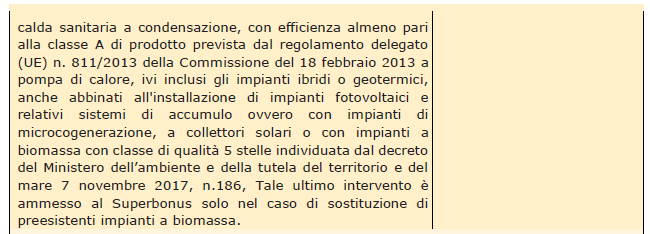 calda sanitaria a condensazione, con efficienza almeno pari
alla classe A di prodotto prevista dal regolamento delegato
(UE) n. 811/2013 della Commissione del 18 febbraio 2013 a
pompa di calore, ivi inclusi gli impianti ibridi o geotermici,
anche abbinati all'installazione di impianti fotovoltaici e
relativi sistemi di accumulo ovvero con impianti di
microcogenerazione, a collettori solari o con impianti a
biomassa con classe di qualità 5 stelle individuata dal decreto
del Ministero dell’ambiente e della tutela del territorio e del
mare 7 novembre 2017, n.186, Tale ultimo intervento è
ammesso al Superbonus solo nel caso di sostituzione di
preesistenti impianti a biomassa.